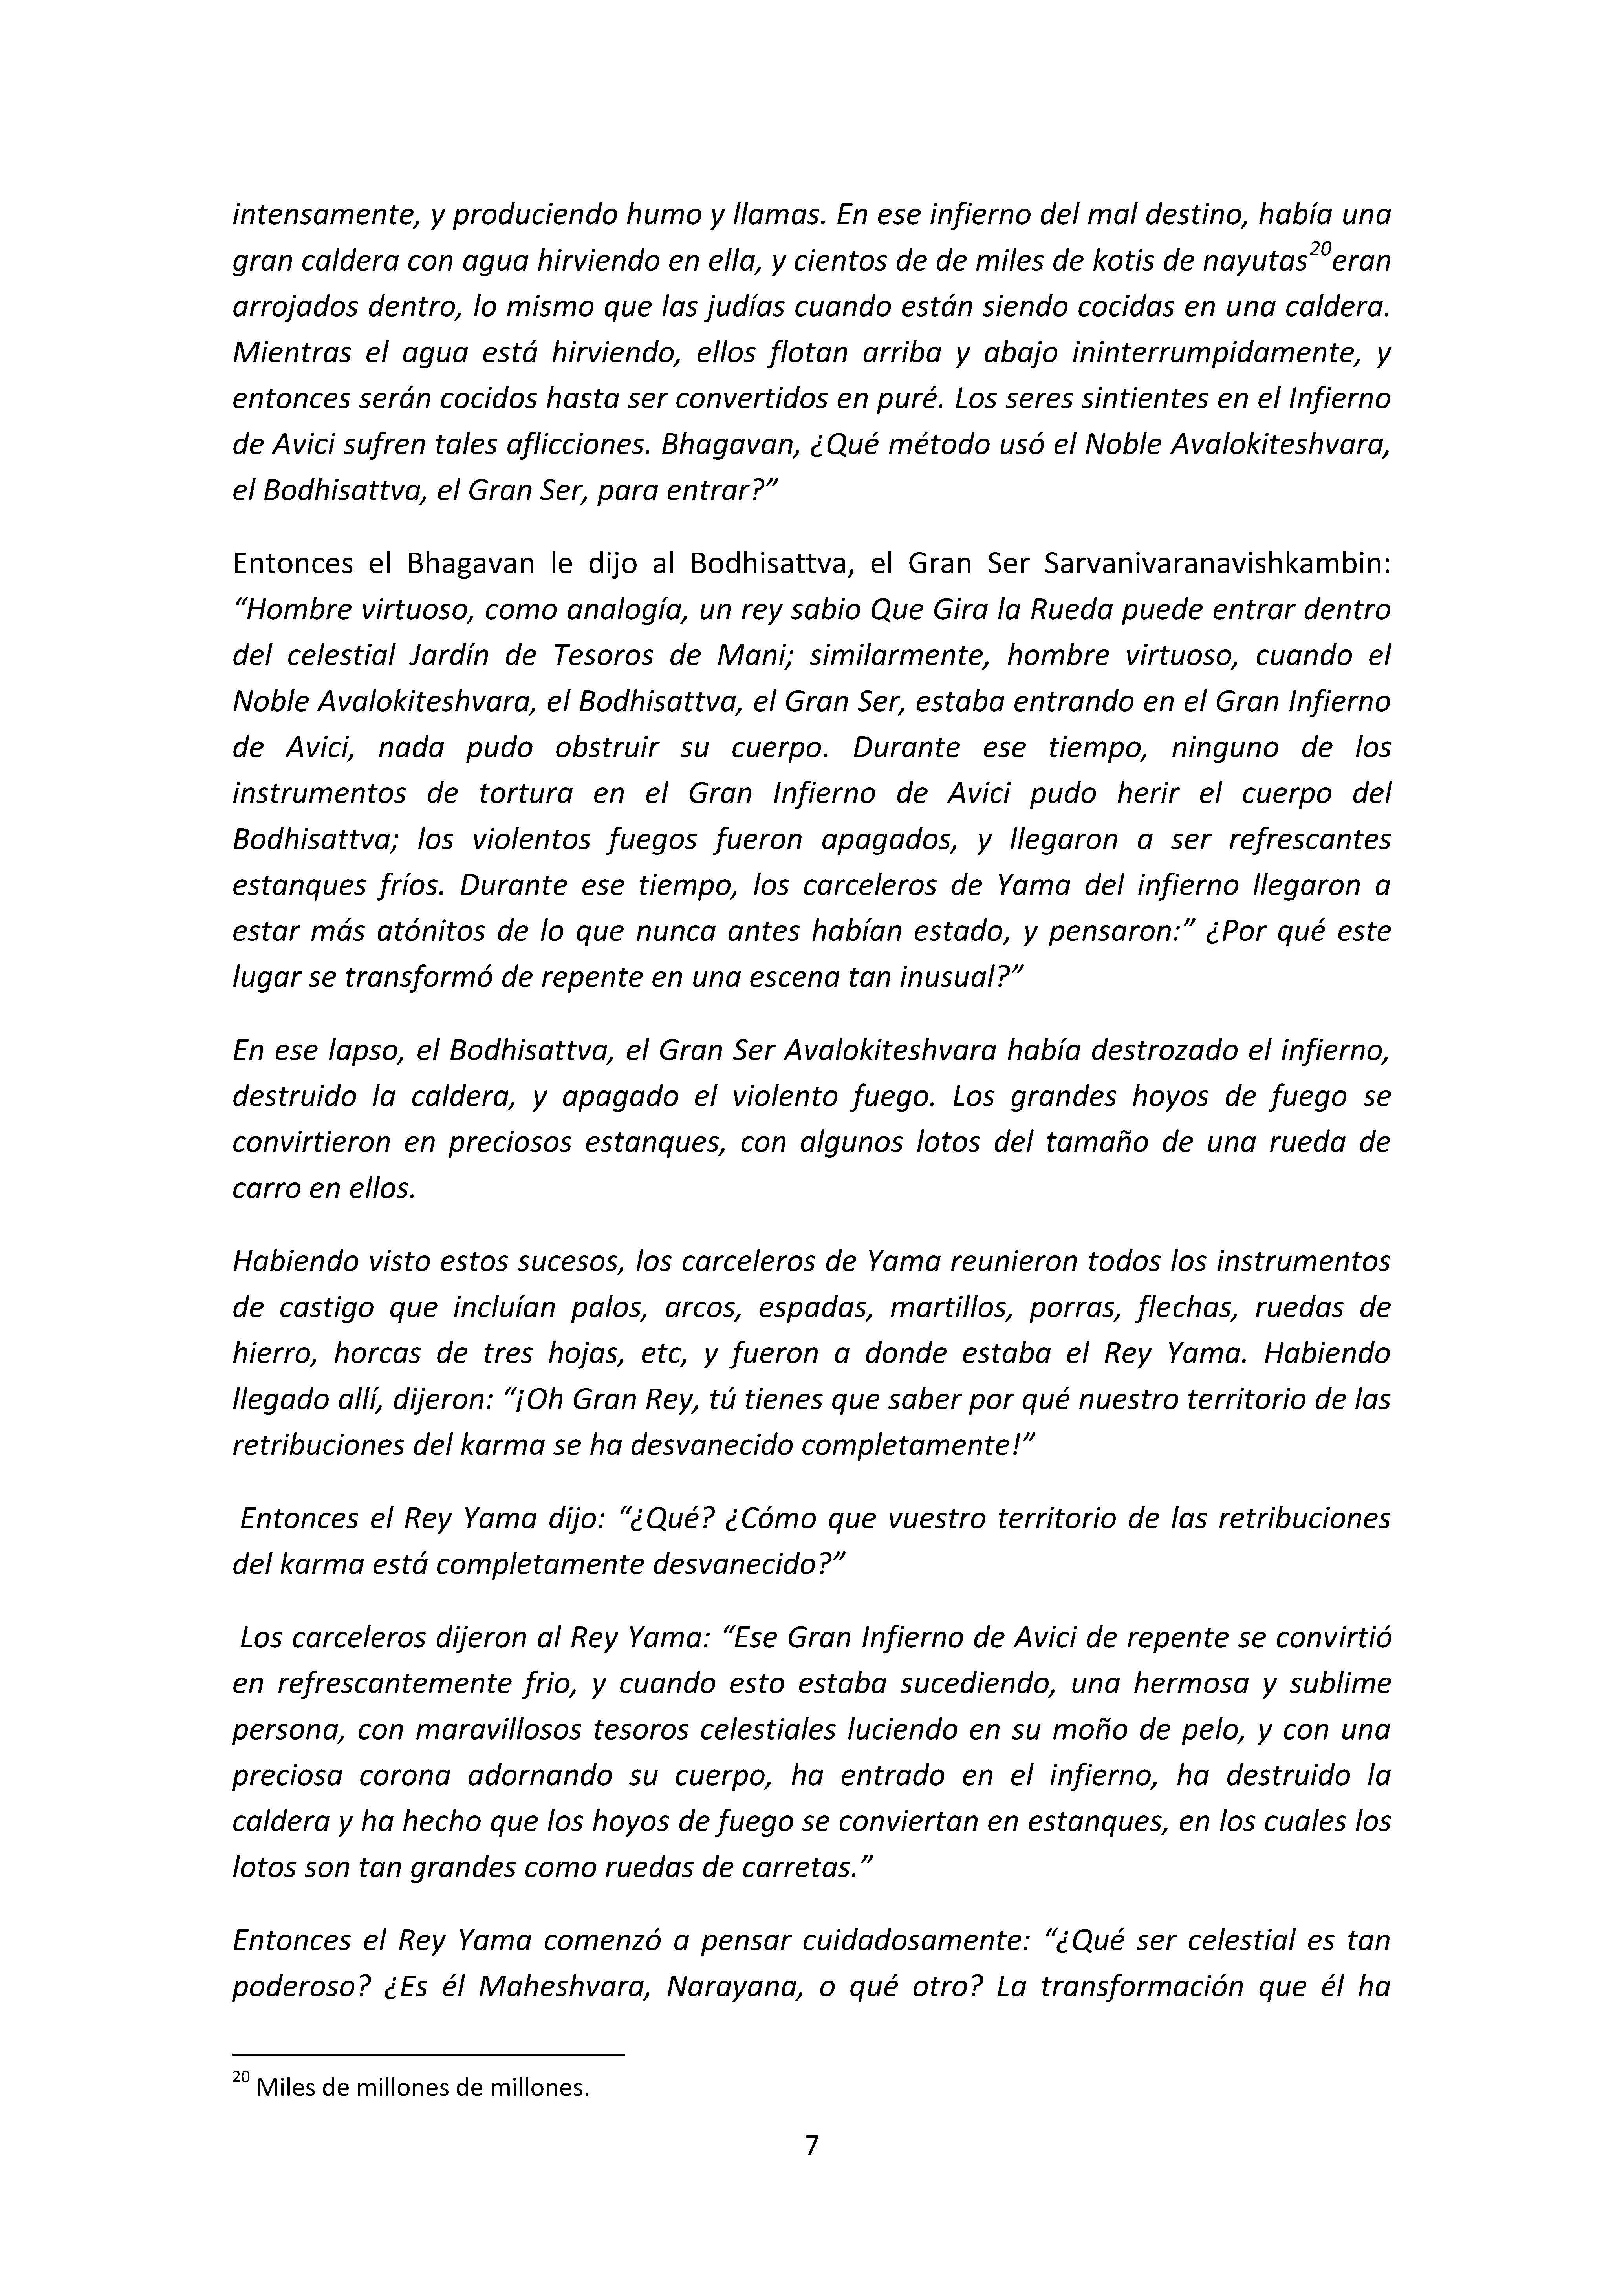 intensamente, y produciendo humo y llamas. En ese infierno del mal destino, había una
gran caldera con agua hirviendo en ella, y cientos de de miles de kotis de nayutas20eran
arrojados dentro, lo mismo que las judías cuando están siendo cocidas en una caldera.
Mientras el agua está hirviendo, ellos flotan arriba y abajo ininterrumpidamente, y
entonces serán cocidos hasta ser convertidos en puré. Los seres sintientes en el Infierno
de Avici sufren tales aflicciones. Bhagavan, ¿Qué método usó el Noble Avalokiteshvara,
el Bodhisattva, el Gran Ser, para entrar?”
Entonces el Bhagavan le dijo al Bodhisattva, el Gran Ser Sarvanivaranavishkambin:
“Hombre virtuoso, como analogía, un rey sabio Que Gira la Rueda puede entrar dentro
del celestial Jardín de Tesoros de Mani; similarmente, hombre virtuoso, cuando el
Noble Avalokiteshvara, el Bodhisattva, el Gran Ser, estaba entrando en el Gran Infierno
de Avici, nada pudo obstruir su cuerpo. Durante ese tiempo, ninguno de los
instrumentos de tortura en el Gran Infierno de Avici pudo herir el cuerpo del
Bodhisattva; los violentos fuegos fueron apagados, y llegaron a ser refrescantes
estanques fríos. Durante ese tiempo, los carceleros de Yama del infierno llegaron a
estar más atónitos de lo que nunca antes habían estado, y pensaron:” ¿Por qué este
lugar se transformó de repente en una escena tan inusual?”
En ese lapso, el Bodhisattva, el Gran Ser Avalokiteshvara había destrozado el infierno,
destruido la caldera, y apagado el violento fuego. Los grandes hoyos de fuego se
convirtieron en preciosos estanques, con algunos lotos del tamaño de una rueda de
carro en ellos.
Habiendo visto estos sucesos, los carceleros de Yama reunieron todos los instrumentos
de castigo que incluían palos, arcos, espadas, martillos, porras, flechas, ruedas de
hierro, horcas de tres hojas, etc, y fueron a donde estaba el Rey Yama. Habiendo
llegado allí, dijeron: “¡Oh Gran Rey, tú tienes que saber por qué nuestro territorio de las
retribuciones del karma se ha desvanecido completamente!”
Entonces el Rey Yama dijo: “¿Qué? ¿Cómo que vuestro territorio de las retribuciones
del karma está completamente desvanecido?”
Los carceleros dijeron al Rey Yama: “Ese Gran Infierno de Avici de repente se convirtió
en refrescantemente frio, y cuando esto estaba sucediendo, una hermosa y sublime
persona, con maravillosos tesoros celestiales luciendo en su moño de pelo, y con una
preciosa corona adornando su cuerpo, ha entrado en el infierno, ha destruido la
caldera y ha hecho que los hoyos de fuego se conviertan en estanques, en los cuales los
lotos son tan grandes como ruedas de carretas.”
Entonces el Rey Yama comenzó a pensar cuidadosamente: “¿Qué ser celestial es tan
poderoso? ¿Es él Maheshvara, Narayana, o qué otro? La transformación que él ha
20 Miles de millones de millones.
7